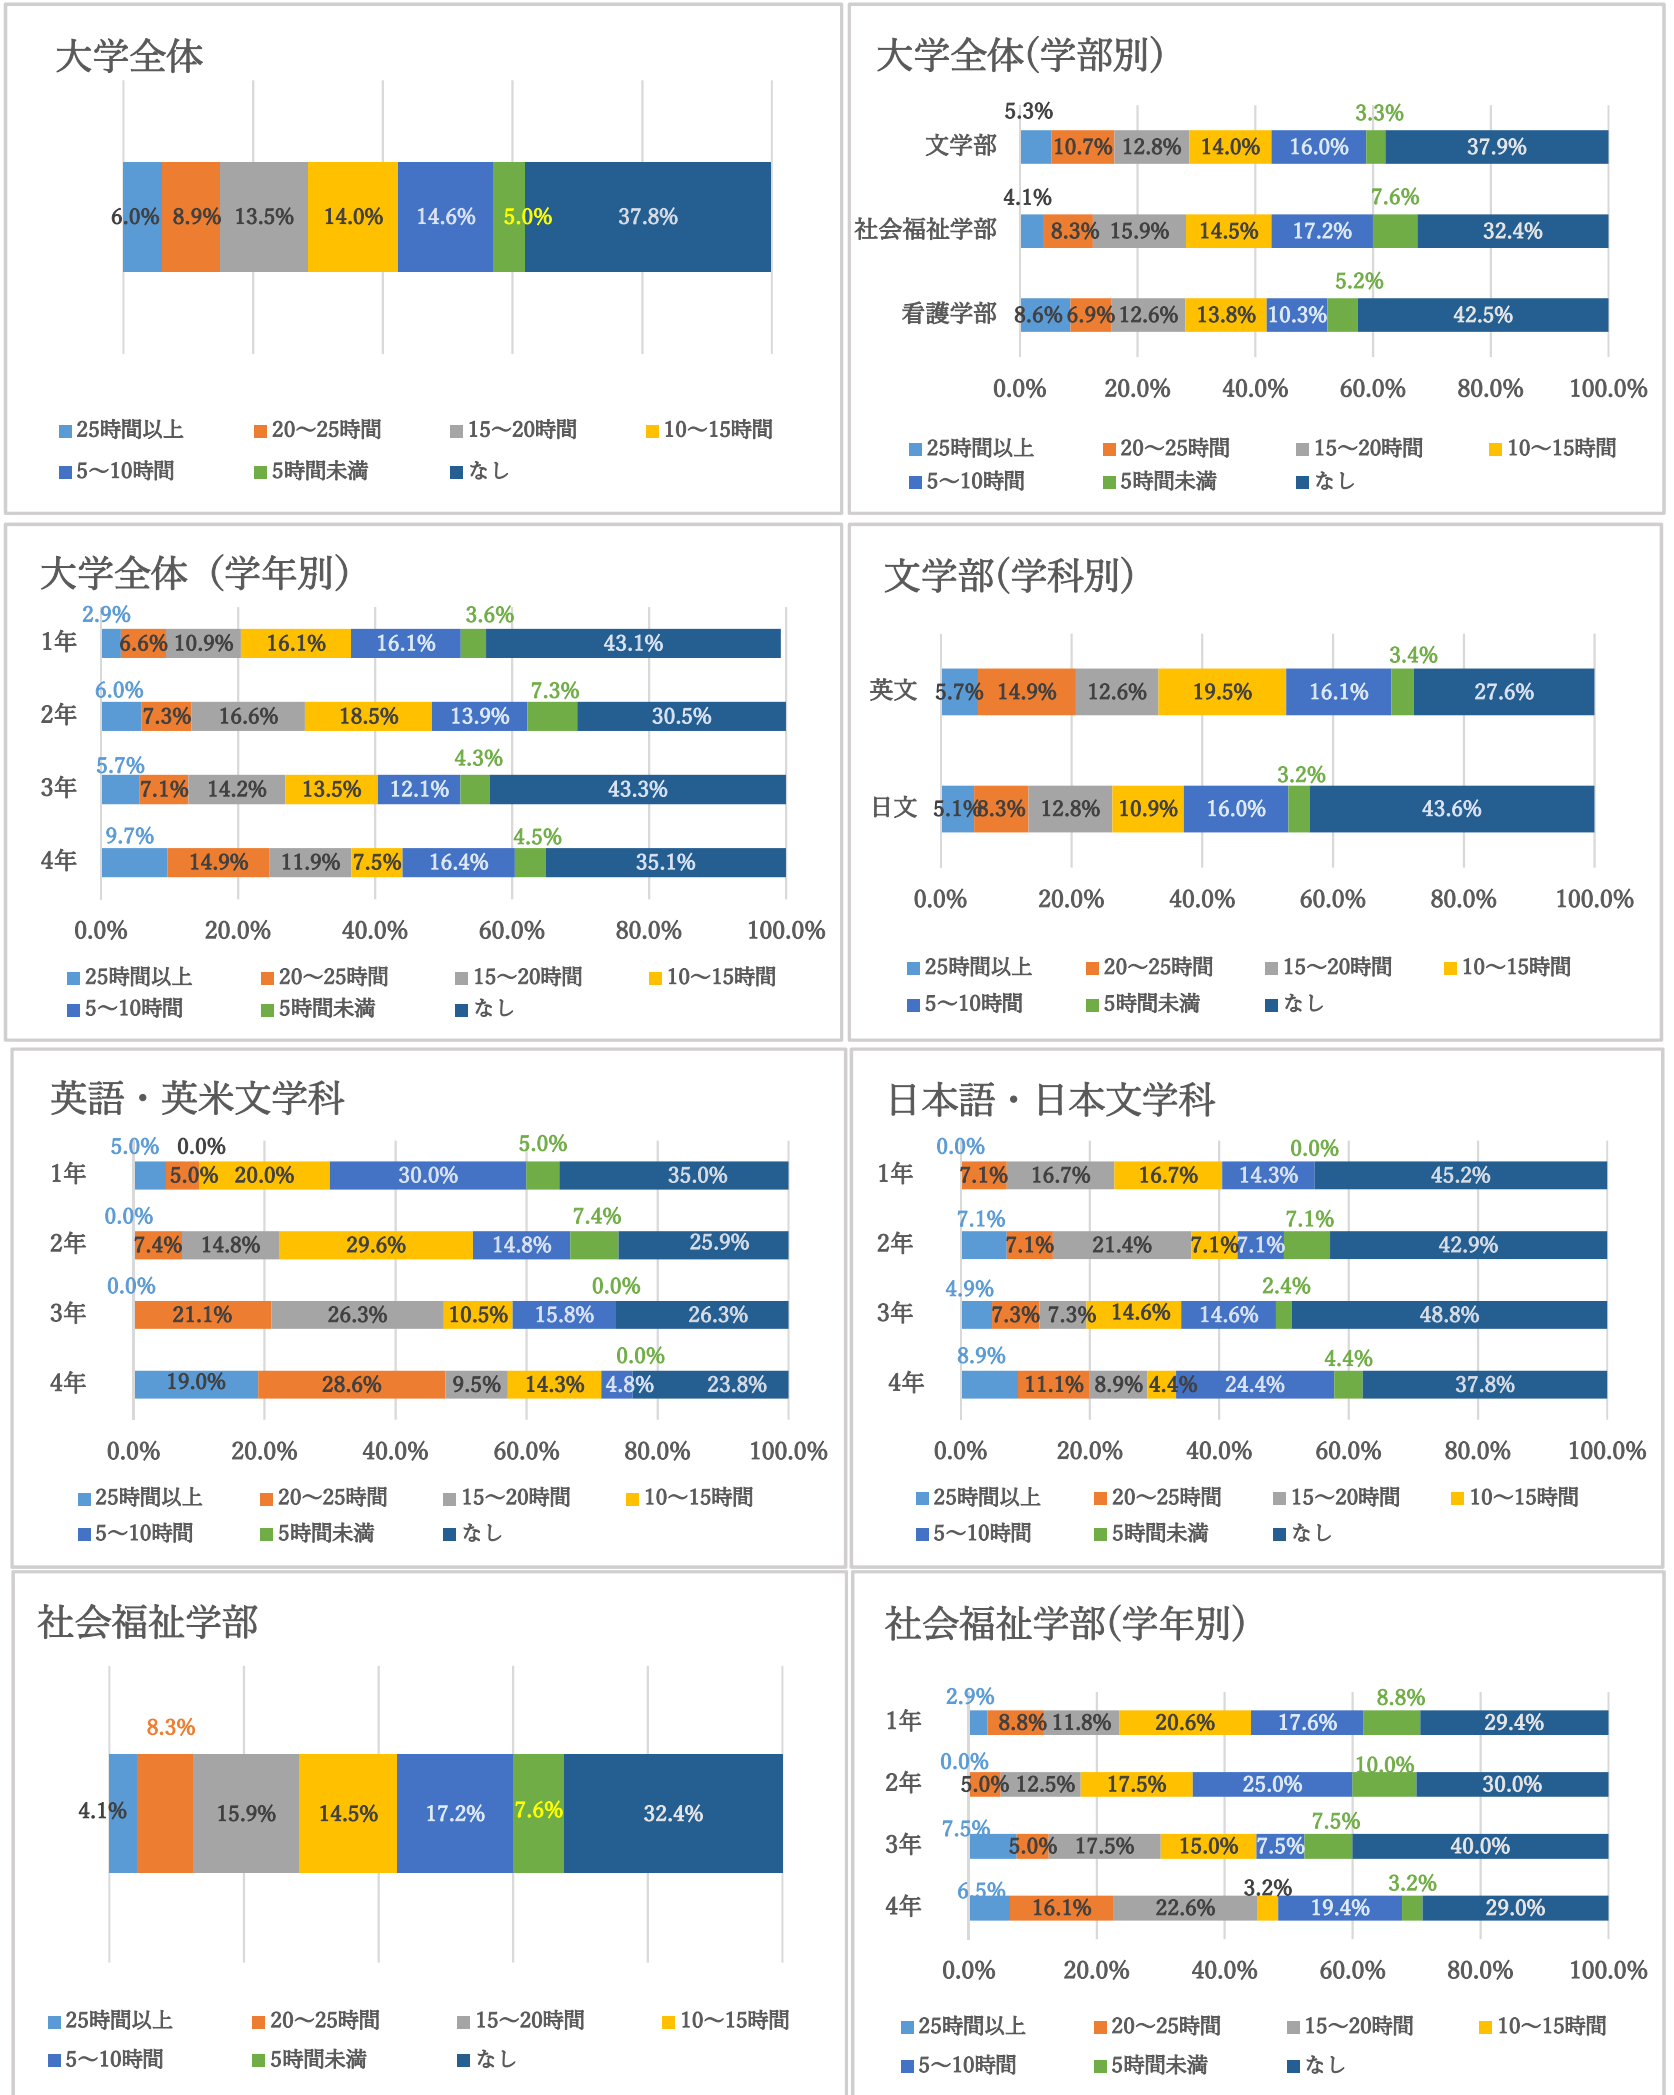 大学全体
6.0% 8.9% 13.5% 14.0% 14.6% 5.0% 37.8%
25時間以上 20～25時間 15～20時間 10～15時間
5～10時間 5時間未満 なし
大学全体(学部別)
5.3% 3.3%
文学部 10.7% 12.8% 14.0% 16.0% 37.9%
4.1% 7.6%
社会福祉学部 8.3% 15.9% 14.5% 17.2% 32.4%
5.2%
看護学部 8.6% 6.9% 12.6% 13.8% 10.3% 42.5%
0.0% 20.0% 40.0% 60.0% 80.0% 100.0%
25時間以上 20～25時間 15～20時間 10～15時間
5～10時間 5時間未満 なし
大学全体（学年別）
2.9% 3.6%
1年 6.6% 10.9% 16.1% 16.1% 43.1%
6.0% 7.3%
2年 7.3% 16.6% 18.5% 13.9% 30.5%
5.7% 4.3%
3年 7.1% 14.2% 13.5% 12.1% 43.3%
9.7% 4.5%
4年 14.9% 11.9% 7.5% 16.4% 35.1%
0.0% 20.0% 40.0% 60.0% 80.0% 100.0%
25時間以上 20～25時間 15～20時間 10～15時間
5～10時間 5時間未満 なし
文学部(学科別)
3.4%
英文 5.7% 14.9% 12.6% 19.5% 16.1% 27.6%
3.2%
日文 5.1% 8.3% 12.8% 10.9% 16.0% 43.6%
0.0% 20.0% 40.0% 60.0% 80.0% 100.0%
25時間以上 20～25時間 15～20時間 10～15時間
5～10時間 5時間未満 なし
英語・英米文学科
5.0% 0.0% 5.0%
1年 5.0% 20.0% 30.0% 35.0%
0.0% 7.4%
2年 7.4% 14.8% 29.6% 14.8% 25.9%
0.0% 0.0%
3年 21.1% 26.3% 10.5% 15.8% 26.3%
0.0%
4年 19.0% 28.6% 9.5% 14.3% 4.8% 23.8%
0.0% 20.0% 40.0% 60.0% 80.0% 100.0%
25時間以上 20～25時間 15～20時間 10～15時間
5～10時間 5時間未満 なし
日本語・日本文学科
0.0% 0.0%
1年 7.1% 16.7% 16.7% 14.3% 45.2%
7.1% 7.1%
2年 7.1% 21.4% 7.1% 7.1% 42.9%
4.9% 2.4%
3年 7.3% 7.3% 14.6% 14.6% 48.8%
8.9% 4.4%
4年 11.1% 8.9% 4.4% 24.4% 37.8%
0.0% 20.0% 40.0% 60.0% 80.0% 100.0%
25時間以上 20～25時間 15～20時間 10～15時間
5～10時間 5時間未満 なし
社会福祉学部
8.3%
4.1% 15.9% 14.5% 17.2% 7.6% 32.4%
25時間以上 20～25時間 15～20時間 10～15時間
5～10時間 5時間未満 なし
社会福祉学部(学年別)
2.9% 8.8%
1年 8.8% 11.8% 20.6% 17.6% 29.4%
0.0% 10.0%
2年 5.0% 12.5% 17.5% 25.0% 30.0%
7.5% 7.5%
3年 5.0% 17.5% 15.0% 7.5% 40.0%
6.5% 3.2% 3.2%
4年 16.1% 22.6% 19.4% 29.0%
0.0% 20.0% 40.0% 60.0% 80.0% 100.0%
25時間以上 20～25時間 15～20時間 10～15時間
5～10時間 5時間未満 なし